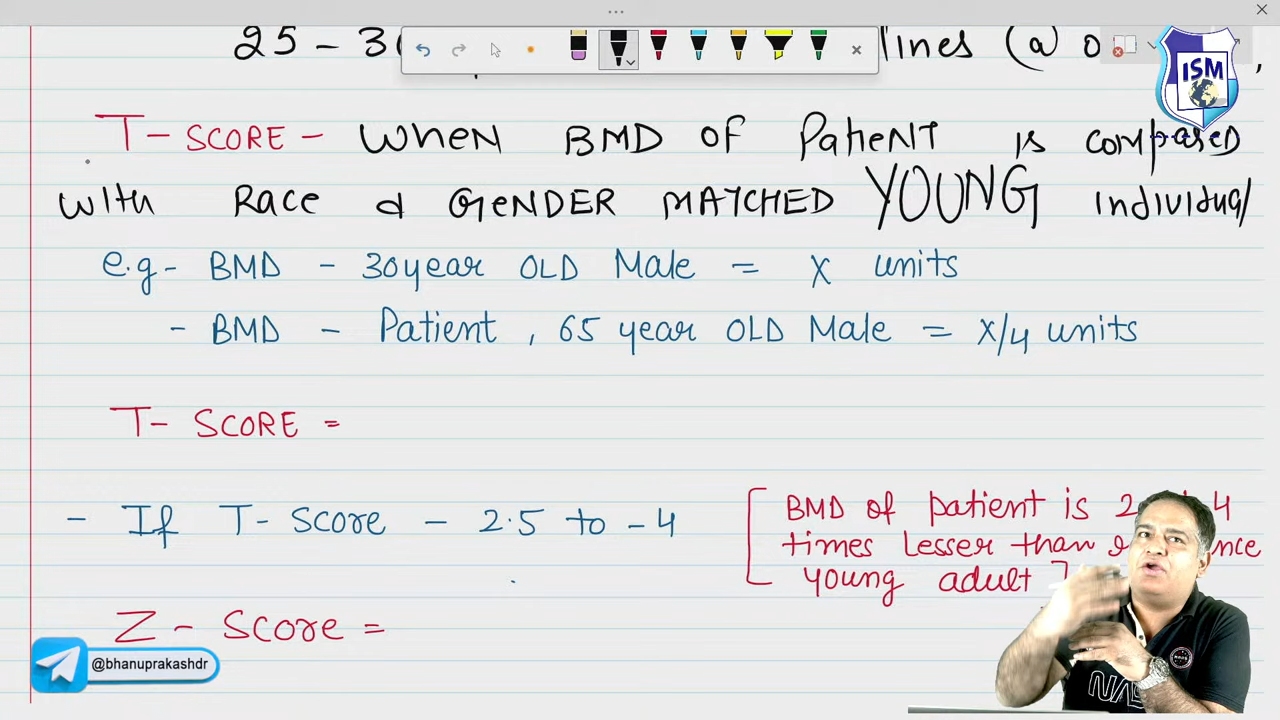 25 - 30 lines (@
ISM
T- SCORE - WHEN BMD OF PatiENT is compared
WITH Race & GENDER MATCHED YOUNG individual
e.g - BMD - 30year OLD Male = X units
- BMD - Patient, 65 year OLD Male = X/4 units
T- SCORE =
- If T- Score - 2.5 to - 4
[ BMD of patient is 4
times Lesser than
young adult ]
Z - Score =
@bhanuprakashdr